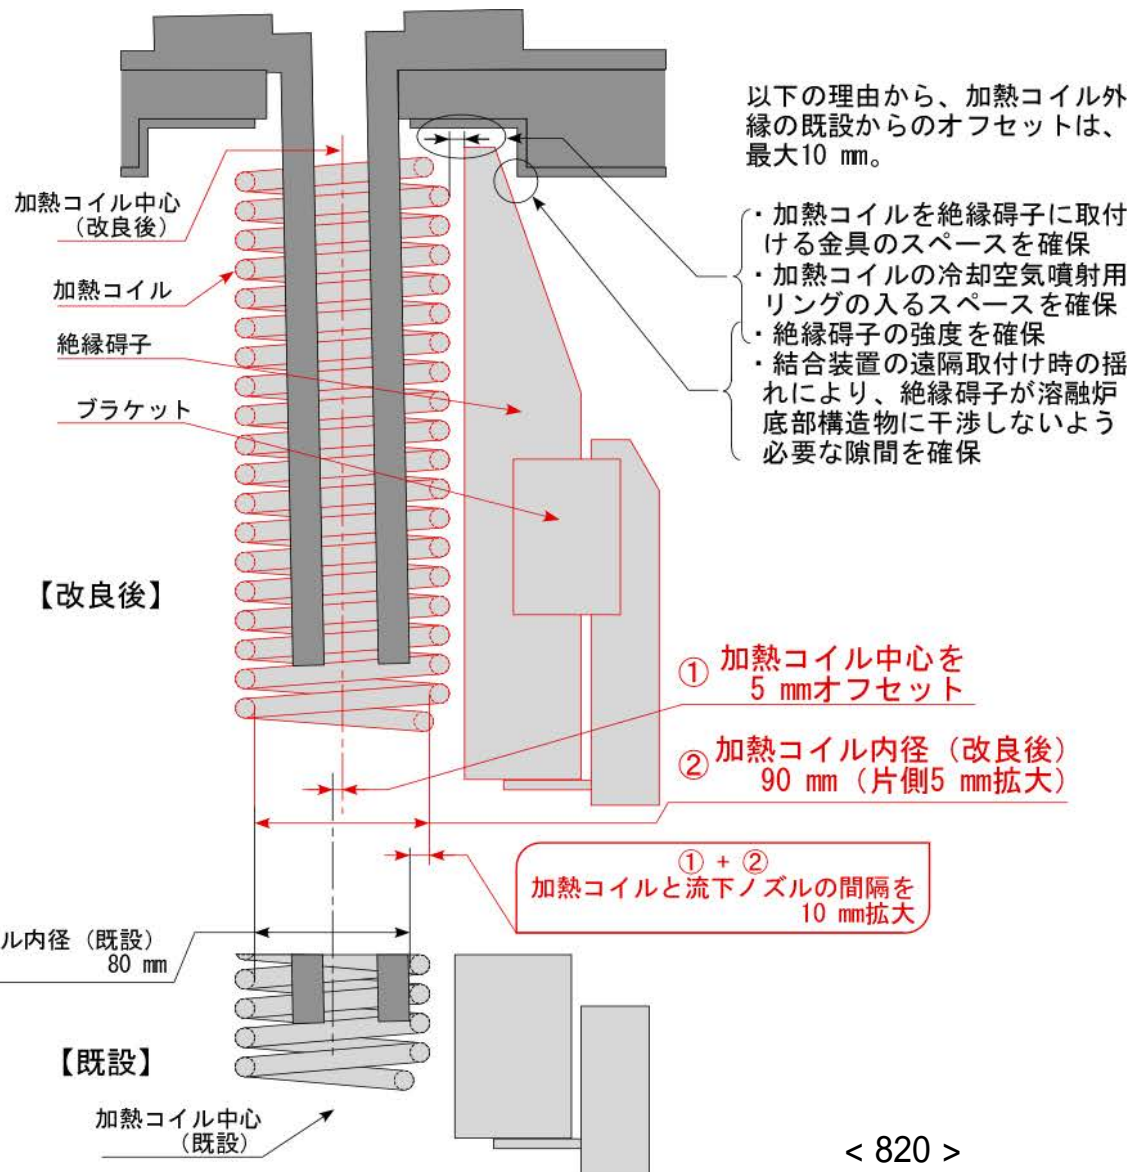 以下の理由から、加熱コイル外
縁の既設からのオフセットは、
最大10 mm。
・加熱コイルを絶縁碍子に取付
ける金具のスペースを確保
・加熱コイルの冷却空気噴射用
リングの入るスペースを確保
・絶縁碍子の強度を確保
・結合装置の遠隔取付け時の揺
れにより、絶縁碍子が溶融炉
底部構造物に干渉しないよう
必要な隙間を確保
加熱コイル中心
(改良後)
加熱コイル
絶縁碍子
ブラケット
【改良後】
① 加熱コイル中心を
5 mmオフセット
② 加熱コイル内径（改良後）
90 mm（片側5 mm拡大）
① + ②
加熱コイルと流下ノズルの間隔を
10 mm拡大
ル内径（既設）
80 mm
【既設】
加熱コイル中心
(既設)
< 820 >